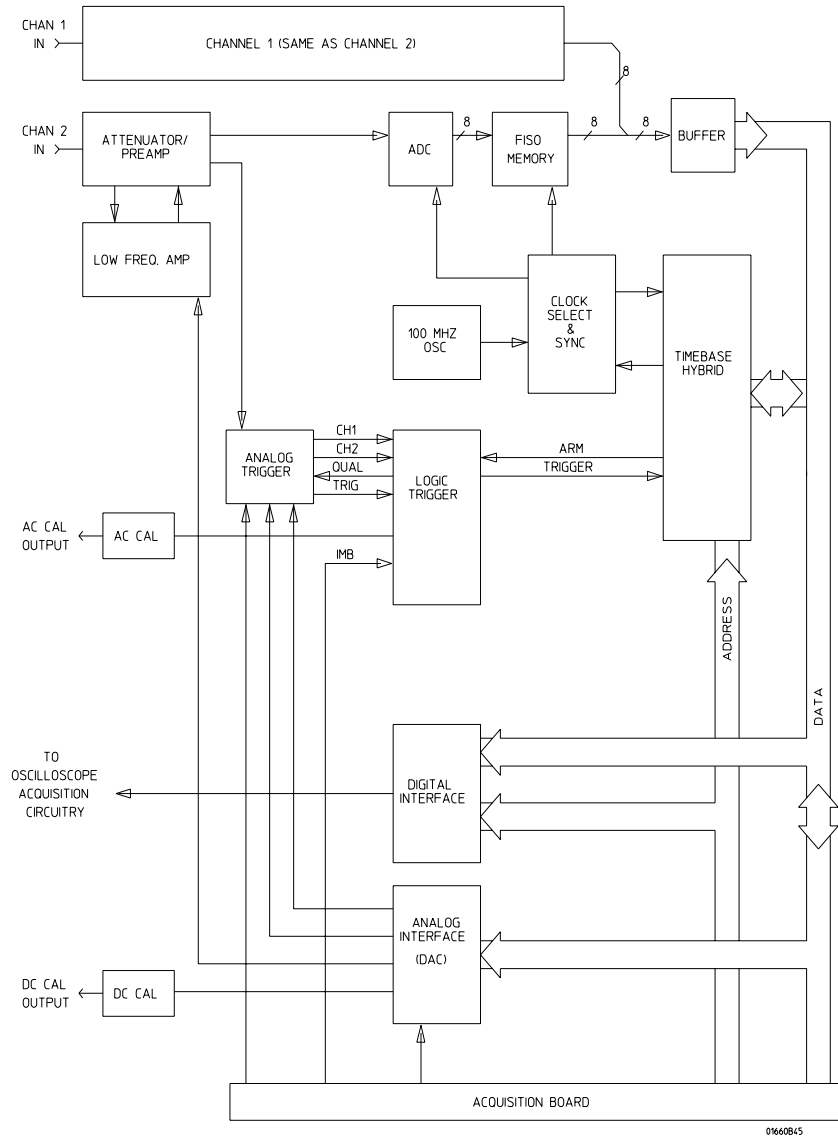 CHAN 1
IN
CHANNEL 1 (SAME AS CHANNEL 2)
8
CHAN 2
IN
ATTENUATOR/
PREAMP
ADC
8
FISO
MEMORY
8
8
BUFFER
LOW FREQ. AMP
100 MHZ
OSC
CLOCK
SELECT
&
SYNC
TIMEBASE
HYBRID
ANALOG
TRIGGER
CH1
CH2
QUAL
TRIG
LOGIC
TRIGGER
ARM
TRIGGER
AC CAL
OUTPUT
AC CAL
IMB
ADDRESS
DATA
TO
OSCILLOSCOPE
ACQUISITION
CIRCUITRY
DIGITAL
INTERFACE
ANALOG
INTERFACE
(DAC)
DC CAL
OUTPUT
DC CAL
ACQUISITION BOARD
01660B45